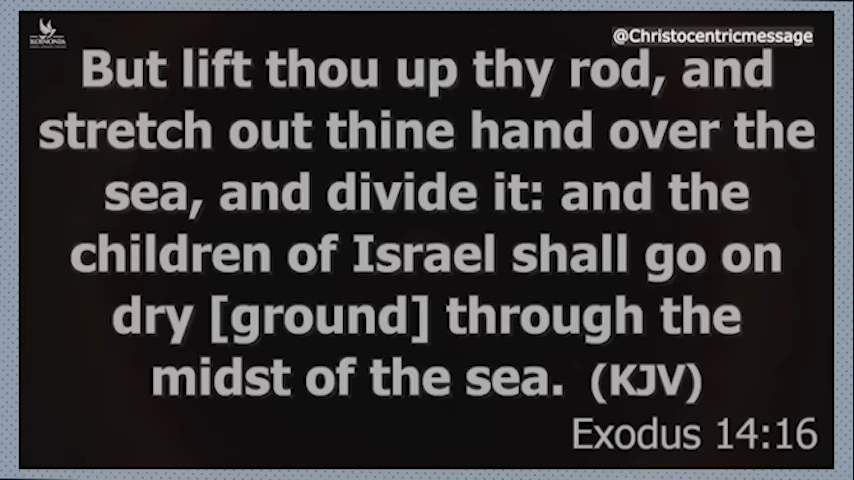 @Christocentricmessage
KOINONIA
But lift thou up thy rod, and
stretch out thine hand over the
sea, and divide it: and the
children of Israel shall go on
dry [ground] through the
midst of the sea. (KJV)
Exodus 14:16